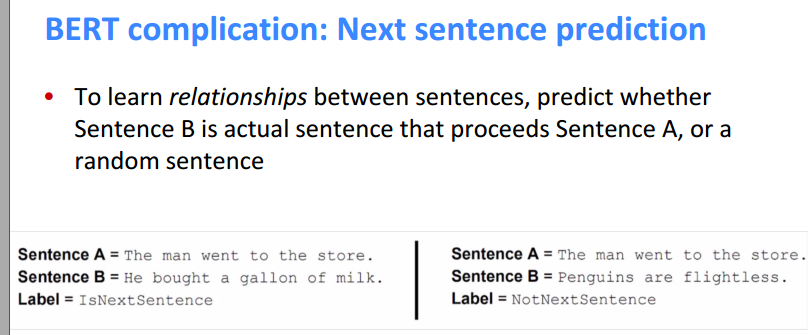 BERT complication: Next sentence prediction
• To learn relationships between sentences, predict whether
Sentence B is actual sentence that proceeds Sentence A, or a
random sentence
Sentence A = The man went to the store.
Sentence B = He bought a gallon of milk.
Label = IsNextSentence
Sentence A = The man went to the store.
Sentence B = Penguins are flightless.
Label = NotNextSentence